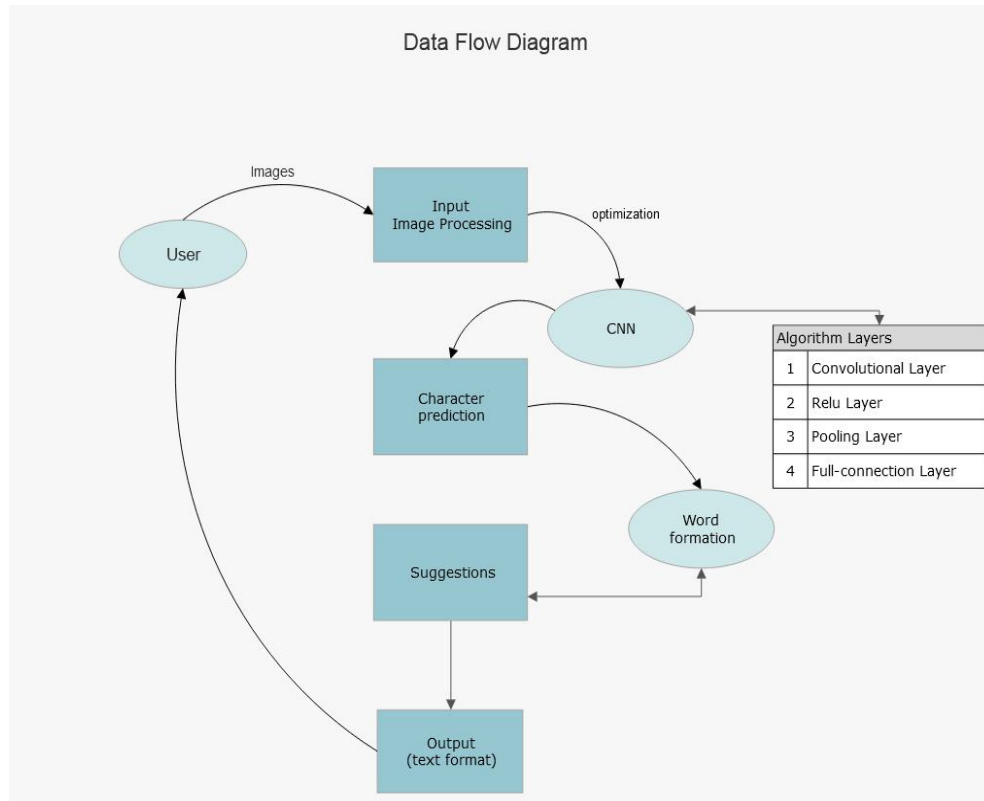 Data Flow Diagram
Images
Input
Image Processing
optimization
User
CNN
Algorithm Layers
1 Convolutional Layer
2 Relu Layer
3 Pooling Layer
4 Full-connection Layer
Character
prediction
Word
formation
Suggestions
Output
(text format)